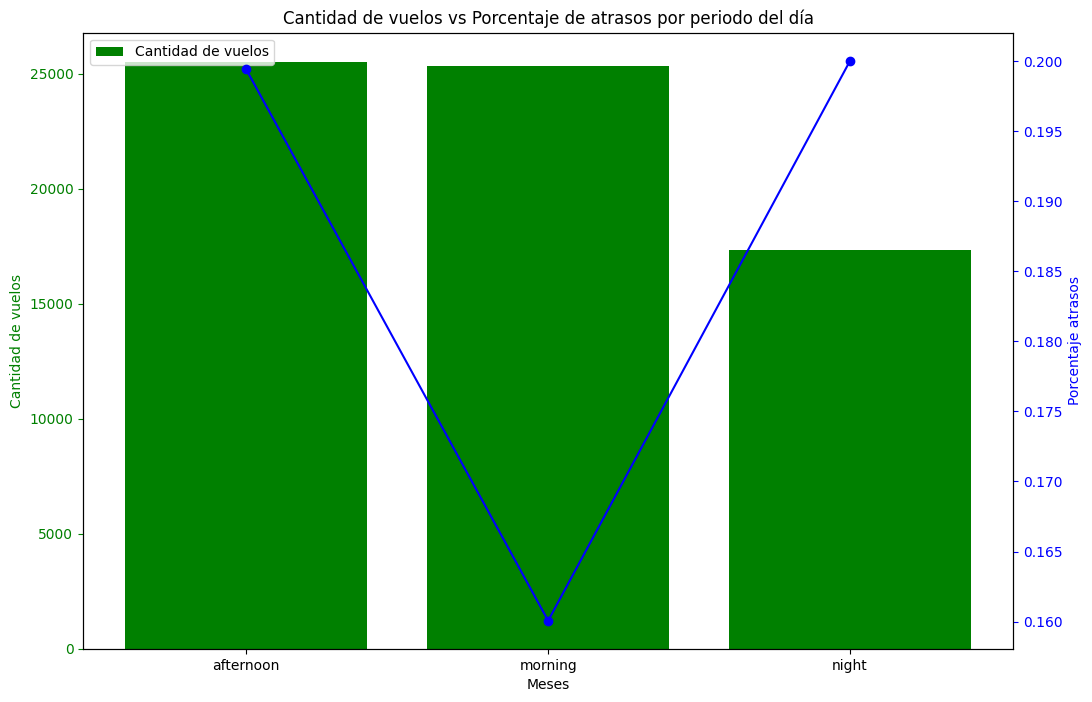 Cantidad de vuelos vs Porcentaje de atrasos por periodo del día
Cantidad de vuelos
25000
20000
15000
10000
5000
0
Cantidad de vuelos
0.200
0.195
0.190
0.185
0.180
0.175
0.170
0.165
0.160
Porcentaje atrasos
afternoon
morning
night
Meses